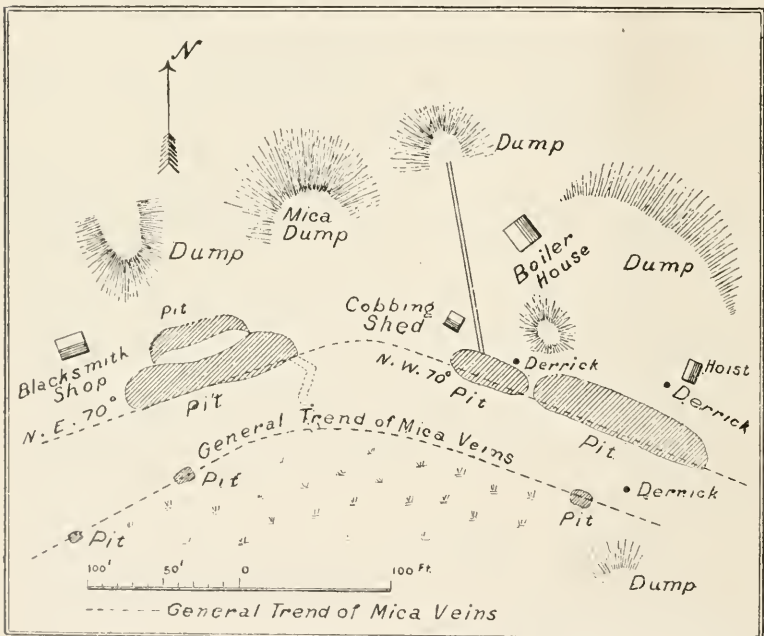 N
Dump
Mica
Dump
Dump
Boiler
House
Dump
Pit
Cobbing
Shed
Blacksmith
Shop
Derrick
Hoist
N. W. 70°
Pit
Derrick
N. E. 70°
Pit
Pit
General Trend of Mica Veins
Pit
Derrick
Pit
Pit
Dump
100' 50' 0 100 Ft.
General Trend of Mica Veins